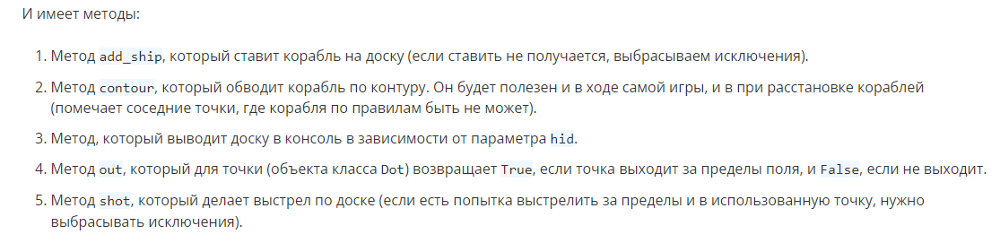 И имеет методы:
1. Метод add_ship, который ставит корабль на доску (если ставить не получается, выбрасываем исключения).
2. Метод contour, который обводит корабль по контуру. Он будет полезен и в ходе самой игры, и в при расстановке кораблей
(помечает соседние точки, где корабля по правилам быть не может).
3. Метод, который выводит доску в консоль в зависимости от параметра hid.
4. Метод out, который для точки (объекта класса Dot) возвращает True, если точка выходит за пределы поля, и False, если не выходит.
5. Метод shot, который делает выстрел по доске (если есть попытка выстрелить за пределы и в использованную точку, нужно
выбрасывать исключения).